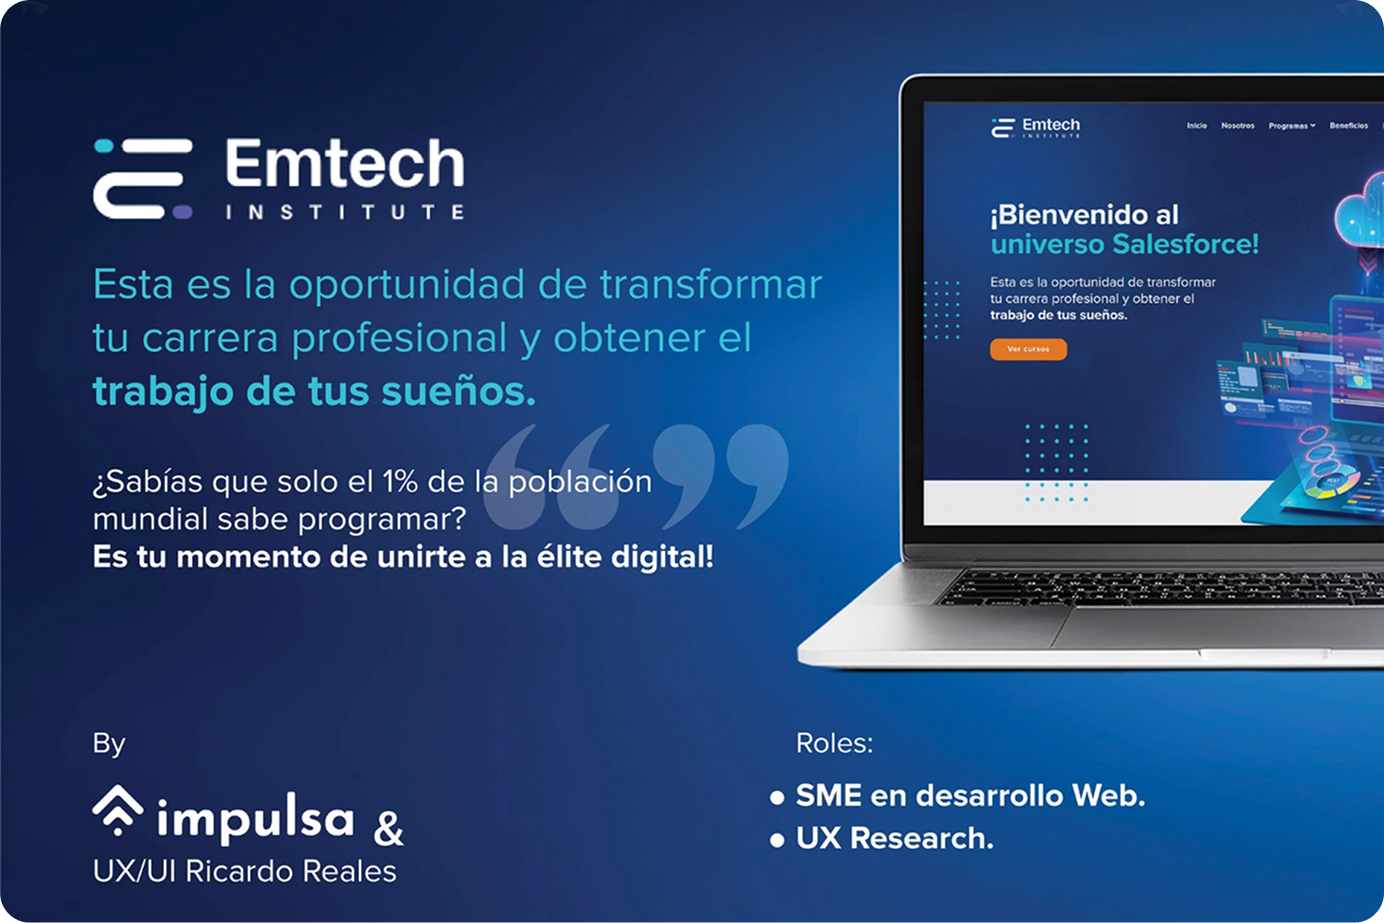 Emtech
INSTITUTE
Esta es la oportunidad de transformar
tu carrera profesional y obtener el
trabajo de tus sueños.
¿Sabías que solo el 1% de la población
mundial sabe programar?
Es tu momento de unirte a la élite digital!
By
impulsa &
UX/UI Ricardo Reales
Emtech
INSTITUTE
Inicio Nosotros Programas Beneficios
¡Bienvenido al
universo Salesforce!
Esta es la oportunidad de transformar
tu carrera profesional y obtener el
trabajo de tus sueños.
Ver cursos
Roles:
• SME en desarrollo Web.
• UX Research.